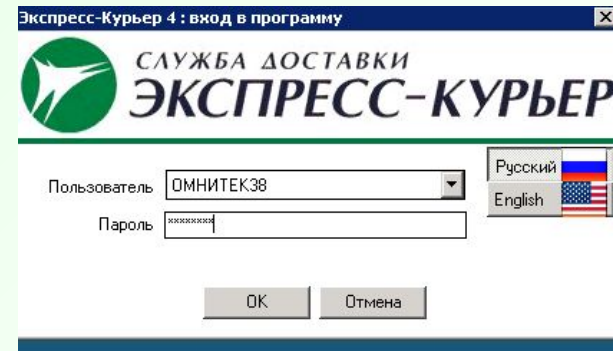 Экспресс-Курьер 4 : вход в программу
СЛУЖБА ДОСТАВКИ
ЭКСПРЕСС-КУРЬЕР
Русский
Пользователь ОМНИТЕК38
English
Пароль ********
OK Отмена